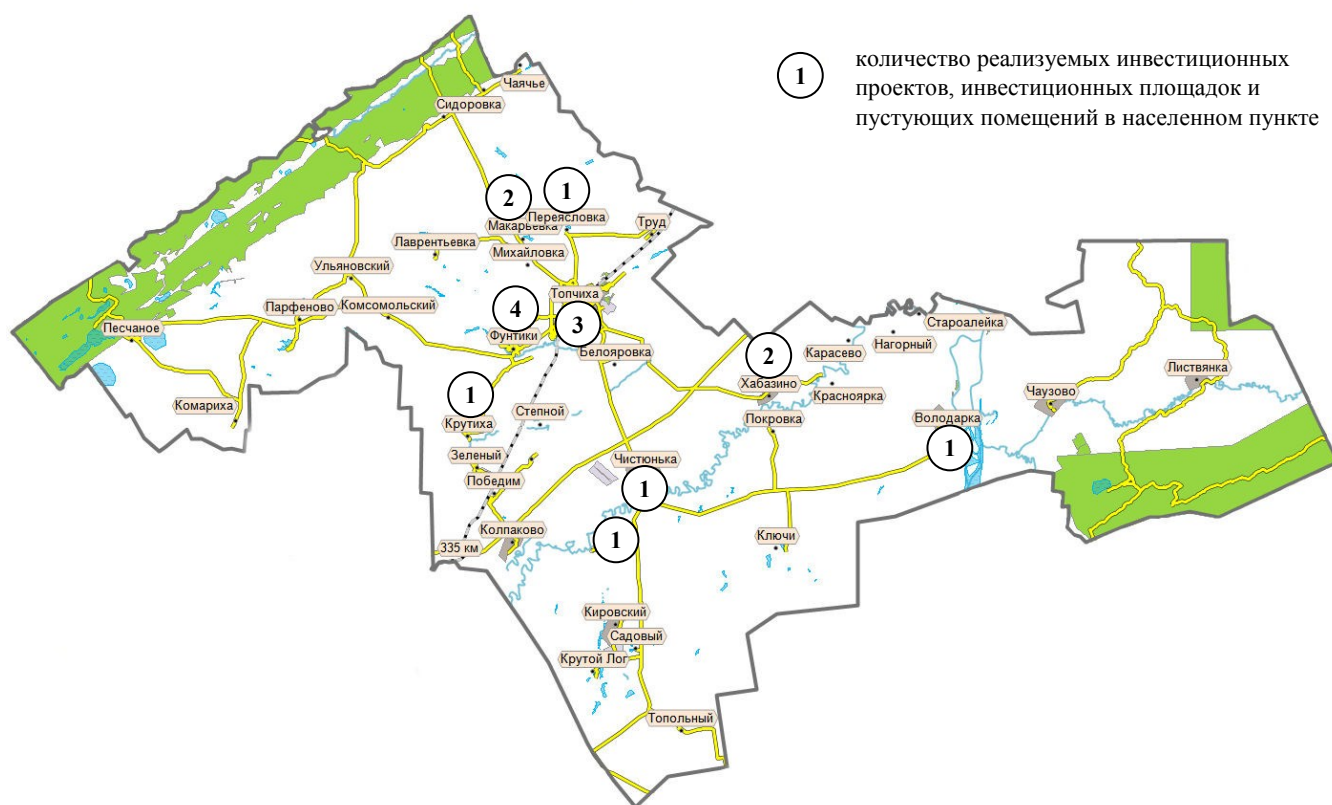 1
количество реализуемых инвестиционных
проектов, инвестиционных площадок и
пустующих помещений в населенном пункте
Чаячье
Сидоровка
2
1
Макарьевка
Переясловка
Труд
Лаврентьевка
Михайловка
Ульяновский
Топчиха
Парфеново
Комсомольский
4
3
Песчаное
Фунтики
Староалейка
Нагорный
Белояровка
2
Карасево
Листвянка
Хабазино
Чаузово
Комариха
1
Красноярка
Степной
Крутиха
Покровка
Володарка
1
Зеленый
Чистюнька
Победим
1
Колпаково
Ключи
1
335 км
Кировский
Садовый
Крутой Лог
Топольный